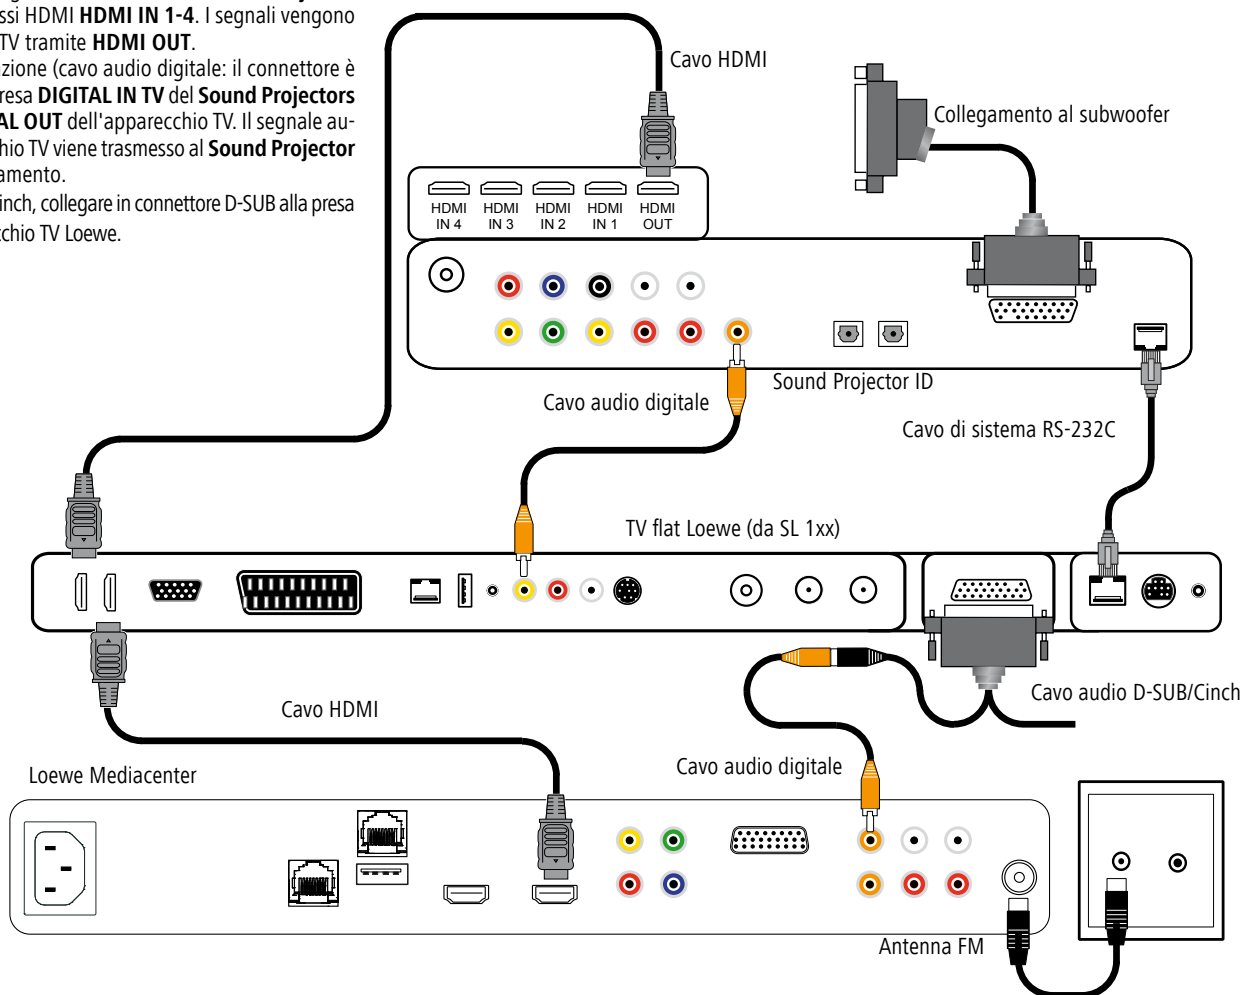 ssi HDMI HDMI IN 1-4. I segnali vengono
TV tramite HDMI OUT.
zione (cavo audio digitale: il connettore è
resa DIGITAL IN TV del Sound Projectors
AL OUT dell'apparecchio TV. Il segnale au-
hio TV viene trasmesso al Sound Projector
amento.
inch, collegare in connettore D-SUB alla presa
cchio TV Loewe.
Cavo HDMI
Collegamento al subwoofer
HDMI IN 4
HDMI IN 3
HDMI IN 2
HDMI IN 1
HDMI OUT
Sound Projector ID
Cavo audio digitale
Cavo di sistema RS-232C
TV flat Loewe (da SL 1xx)
Cavo audio D-SUB/Cinch
Cavo HDMI
Cavo audio digitale
Loewe Mediacenter
Antenna FM